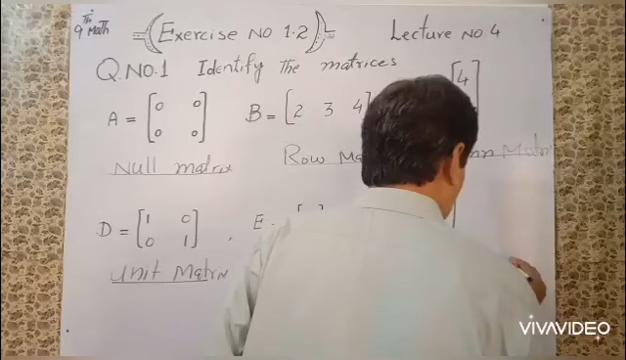 9th Math
Exercise NO 1.2
Lecture NO 4
Q.NO.1 Identify the matrices
A = [0 0
0 0]
B = [2 3 4]
[4
Null matrix
Row
D = [1 0
0 1] ,
E
Unit Matrix
VIVAVIDEO